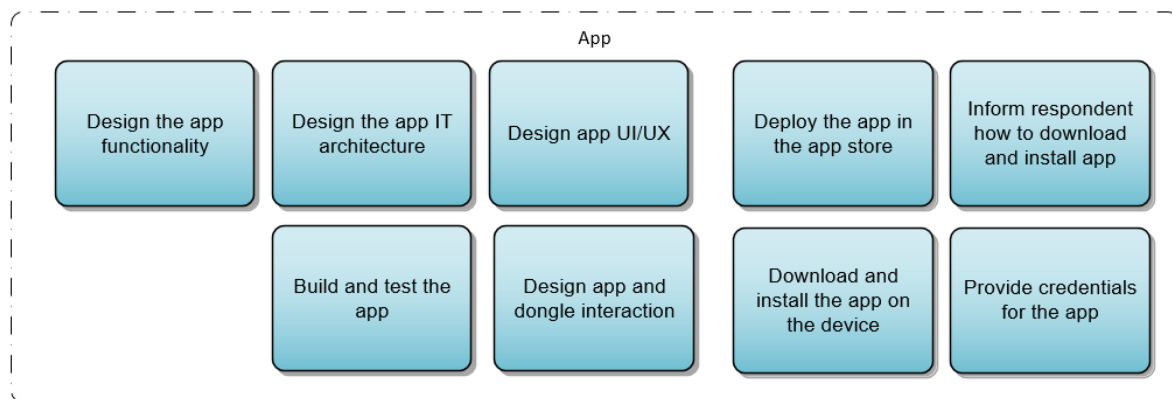 App
Design the app
functionality
Design the app IT
architecture
Design app UI/UX
Deploy the app in
the app store
Inform respondent
how to download
and install app
Build and test the
app
Design app and
dongle interaction
Download and
install the app on
the device
Provide credentials
for the app